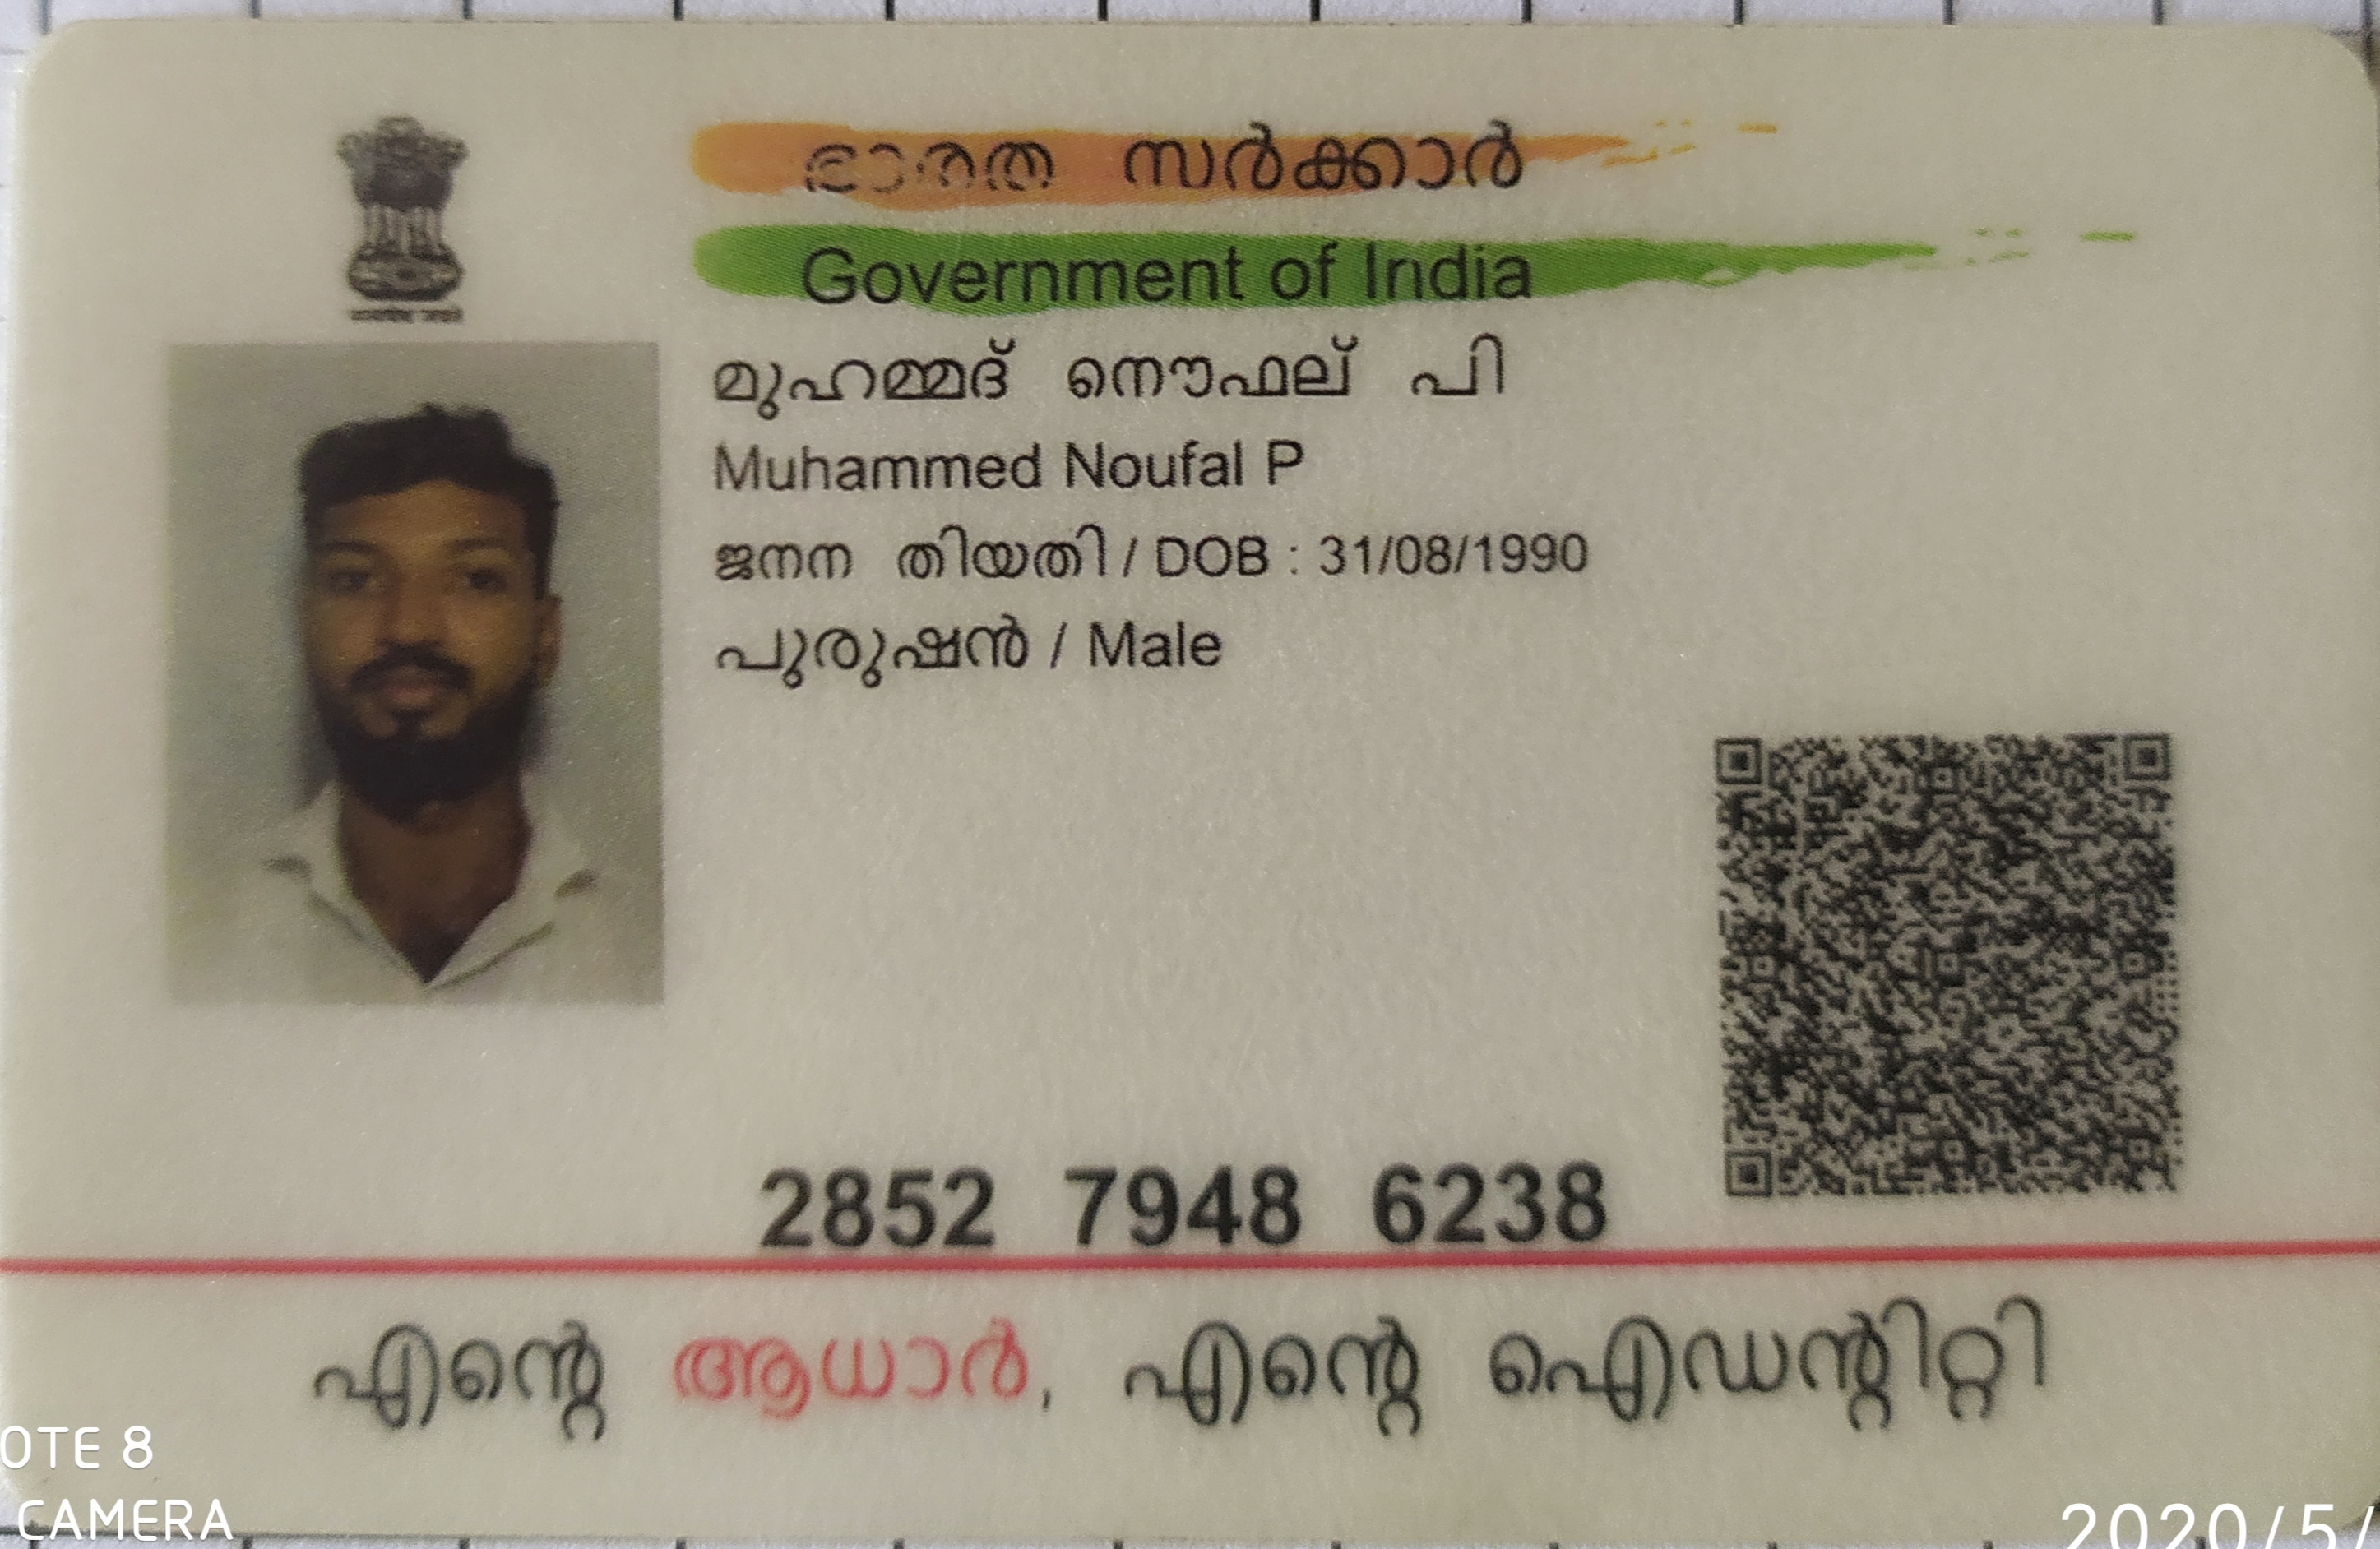 ഭാരത സർക്കാർ
Government of India
മുഹമ്മദ് നൌഫല് പി
Muhammed Noufal P
ജനന തിയതി / DOB : 31/08/1990
പുരുഷൻ / Male
2852 7948 6238
എന്റെ ആധാർ, എന്റെ ഐഡന്റിറ്റി
OTE 8
CAMERA
2020/5/